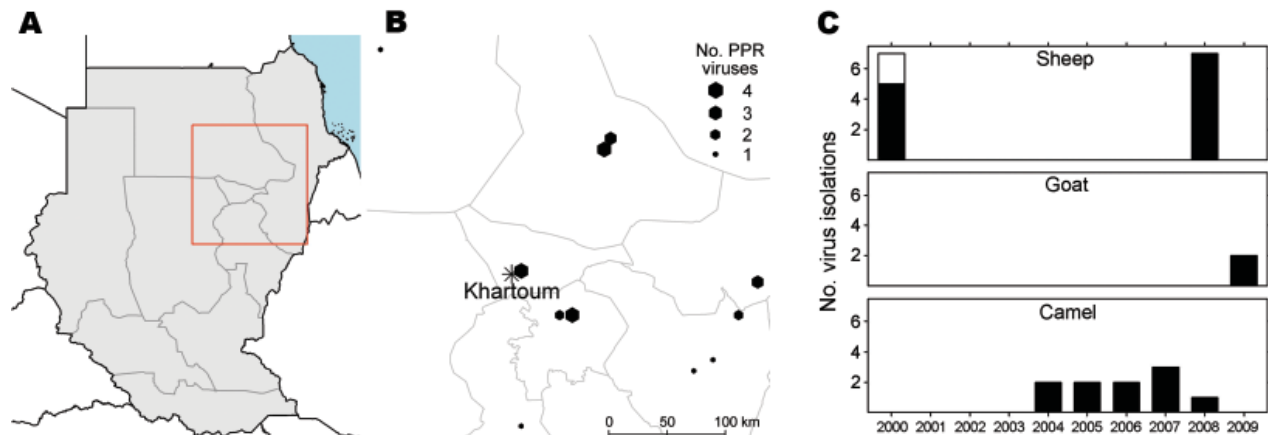 A
B
No. PPR
viruses
4
3
2
1
Khartoum
0 50 100 km
C
No. virus isolations
Sheep
6
4
2
Goat
6
4
2
Camel
6
4
2
2000 2001 2002 2003 2004 2005 2006 2007 2008 2009